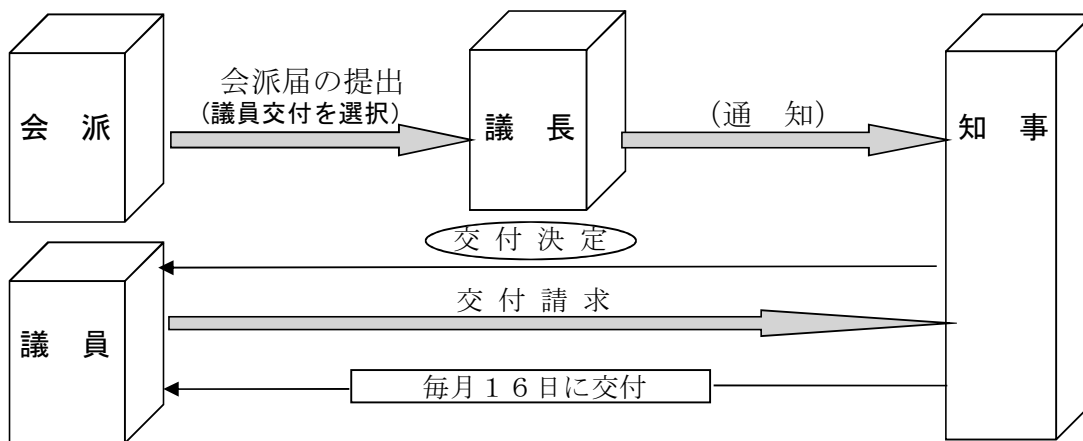 会派届の提出
(議員交付を選択)
(通　知)
会　派
議　長
知　事
交 付 決 定
交 付 請 求
議　員
毎月１６日に交付